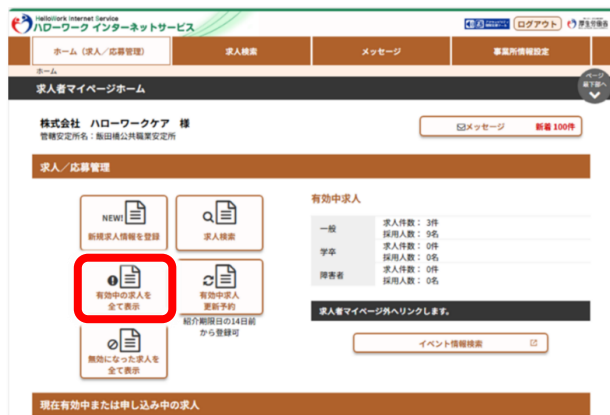 HelloWork Internet Service
ハローワーク インターネットサービス
ログアウト
厚生労働省
ホーム（求人／応募管理）
求人検索
メッセージ
事業所情報設定
ホーム
ページ
最下部へ
求人者マイページホーム
株式会社　ハローワークケア　様
管轄安定所名：飯田橋公共職業安定所
メッセージ　新着 100件
求人／応募管理
NEW!
新規求人情報を登録
求人検索
有効中の求人を
全て表示
有効中求人
更新予約
紹介期限日の14日前
から登録可
無効になった求人を
全て表示
有効中求人
一般
求人件数： 3件
採用人数： 9名
学卒
求人件数： 0件
採用人数： 0名
障害者
求人件数： 0件
採用人数： 0名
求人者マイページ外へリンクします。
イベント情報検索
現在有効中または申し込み中の求人